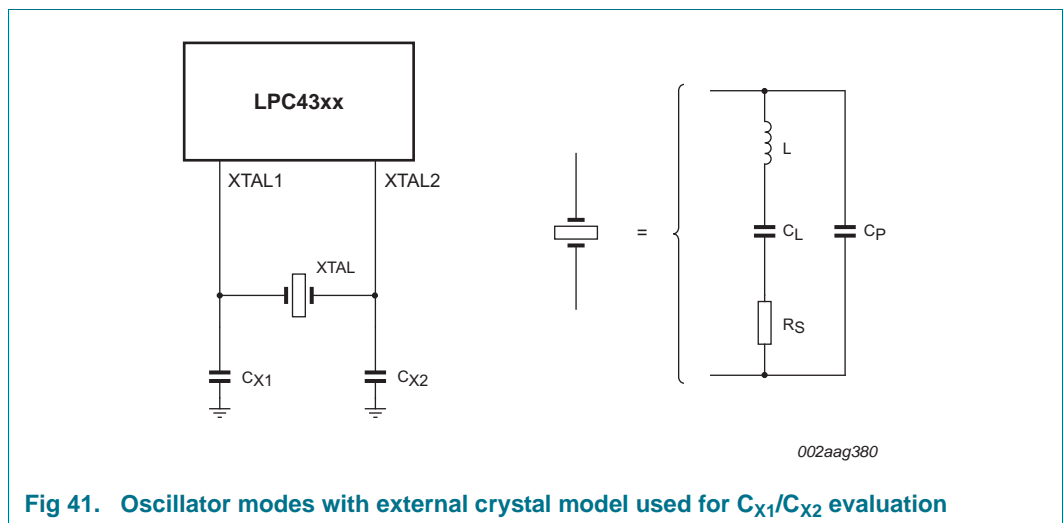 LPC43xx
XTAL1
XTAL2
XTAL
CX1
CX2
=
L
CL
CP
RS
002aag380
Fig 41. Oscillator modes with external crystal model used for CX1/CX2 evaluation